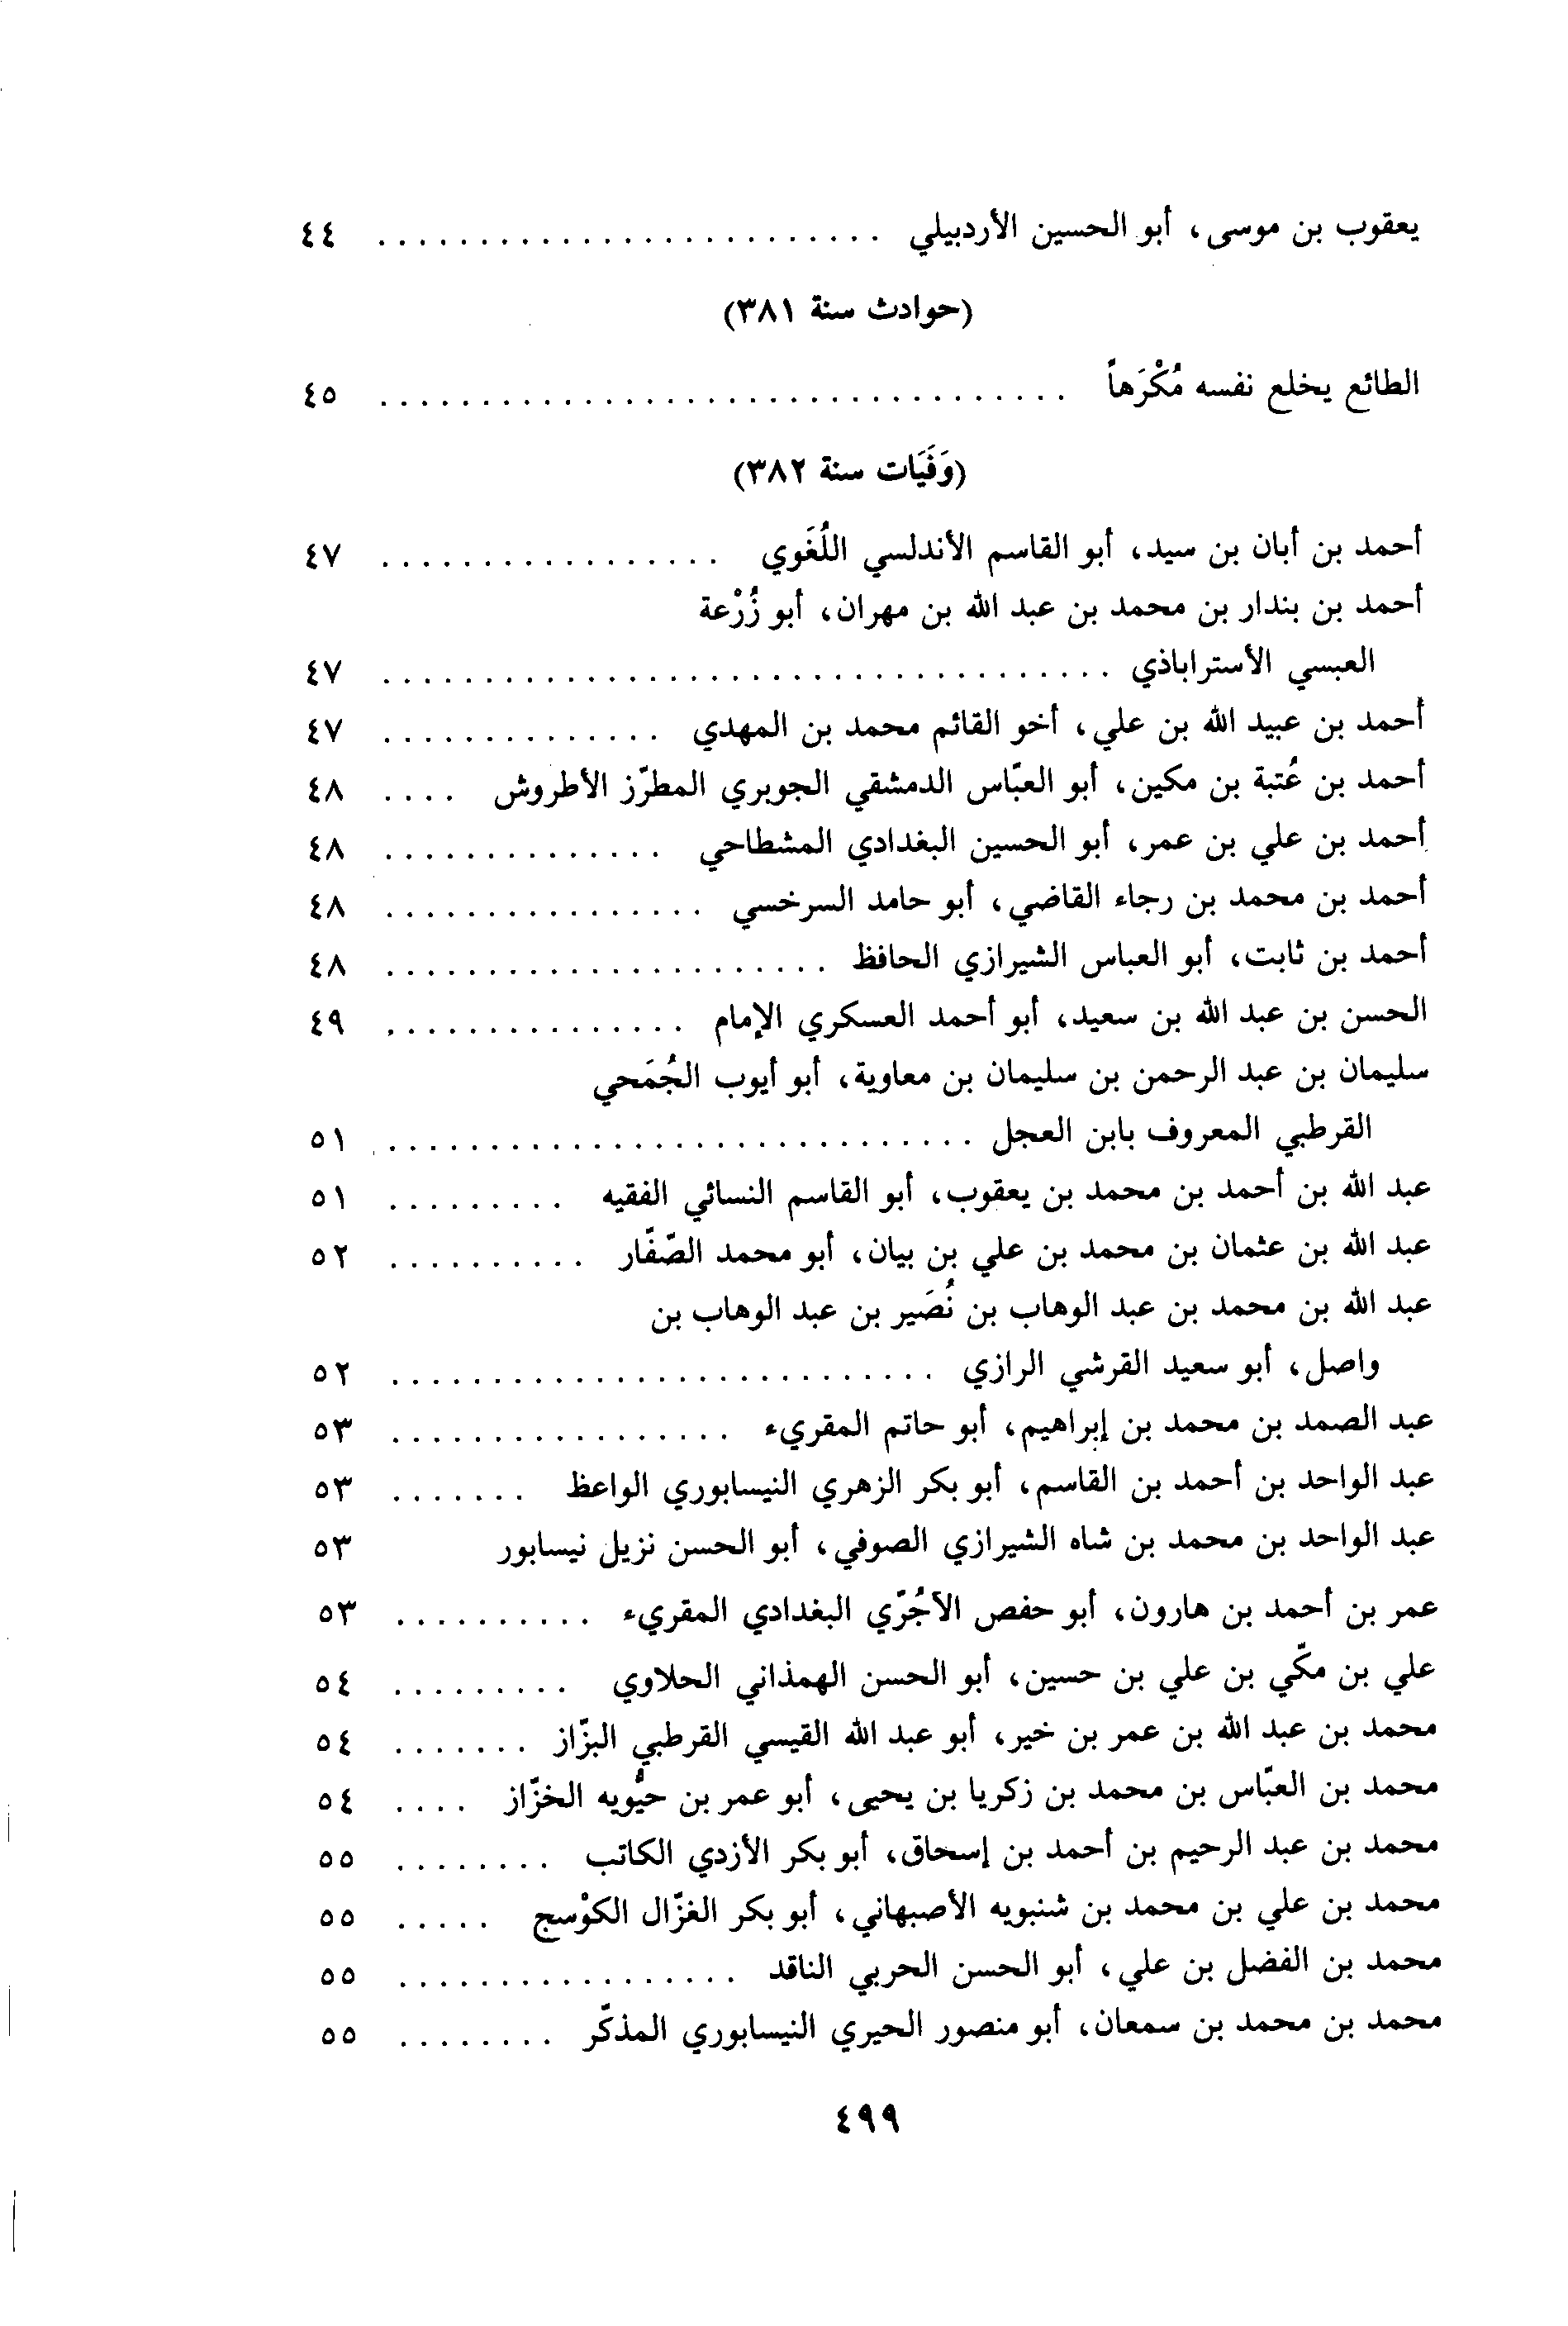 يعقوب بن موسى، أبو الحسين الأردبيلي . . . . . . . . . . . . . . . . . . . . . . . . . ٤٤
(حوادث سنة ٣٨١)
الطائع يخلع نفسه مُكْرَهاً . . . . . . . . . . . . . . . . . . . . . . . . . . . . . . . . . . ٤٥
(وَفَيَات سنة ٣٨٢)
أحمد بن أبان بن سيد، أبو القاسم الأندلسي اللُغَوي . . . . . . . . . . . . . . . . . ٤٧
أحمد بن بندار بن محمد بن عبد الله بن مهران، أبو زُرْعة
العبسي الأستراباذي . . . . . . . . . . . . . . . . . . . . . . . . . . . . . . . . . . . . ٤٧
أحمد بن عبيد الله بن علي، أخو القائم محمد بن المهدي . . . . . . . . . . . . . . ٤٧
أحمد بن عُتبة بن مكين، أبو العبّاس الدمشقي الجوبري المطرّز الأطروش . . . . ٤٨
أحمد بن علي بن عمر، أبو الحسين البغدادي المشطاحي . . . . . . . . . . . . . . ٤٨
أحمد بن محمد بن رجاء القاضي، أبو حامد السرخسي . . . . . . . . . . . . . . . . ٤٨
أحمد بن ثابت، أبو العباس الشيرازي الحافظ . . . . . . . . . . . . . . . . . . . . . . ٤٨
الحسن بن عبد الله بن سعيد، أبو أحمد العسكري الإمام . . . . . . . . . . . . . . . ٤٩
سليمان بن عبد الرحمن بن سليمان بن معاوية، أبو أيوب الجُمَحي
القرطبي المعروف بابن العجل . . . . . . . . . . . . . . . . . . . . . . . . . . . . . ٥١
عبد الله بن أحمد بن محمد بن يعقوب، أبو القاسم النسائي الفقيه . . . . . . . . . ٥١
عبد الله بن عثمان بن محمد بن علي بن بيان، أبو محمد الصّفّار . . . . . . . . . . ٥٢
عبد الله بن محمد بن عبد الوهاب بن نُصَير بن عبد الوهاب بن
واصل، أبو سعيد القرشي الرازي . . . . . . . . . . . . . . . . . . . . . . . . . . . ٥٢
عبد الصمد بن محمد بن إبراهيم، أبو حاتم المقريء . . . . . . . . . . . . . . . . . ٥٣
عبد الواحد بن أحمد بن القاسم، أبو بكر الزهري النيسابوري الواعظ . . . . . . . ٥٣
عبد الواحد بن محمد بن شاه الشيرازي الصوفي، أبو الحسن نزيل نيسابور ٥٣
عمر بن أحمد بن هارون، أبو حفص الآجُرّي البغدادي المقريء . . . . . . . . . . ٥٣
علي بن مكّي بن علي بن حسين، أبو الحسن الهمذاني الحلاوي . . . . . . . . . ٥٤
محمد بن عبد الله بن عمر بن خير، أبو عبد الله القيسي القرطبي البزّاز . . . . . . . ٥٤
محمد بن العبّاس بن محمد بن زكريا بن يحيى، أبو عمر بن حيُّويه الخزّاز . . . . ٥٤
محمد بن عبد الرحيم بن أحمد بن إسحاق، أبو بكر الأزدي الكاتب . . . . . . . . ٥٥
محمد بن علي بن محمد بن شنبويه الأصبهاني، أبو بكر الغزّال الكوْسج . . . . . ٥٥
محمد بن الفضل بن علي، أبو الحسن الحربي الناقد . . . . . . . . . . . . . . . . . ٥٥
محمد بن محمد بن سمعان، أبو منصور الحيري النيسابوري المذكّر . . . . . . . . ٥٥
٤٩٩